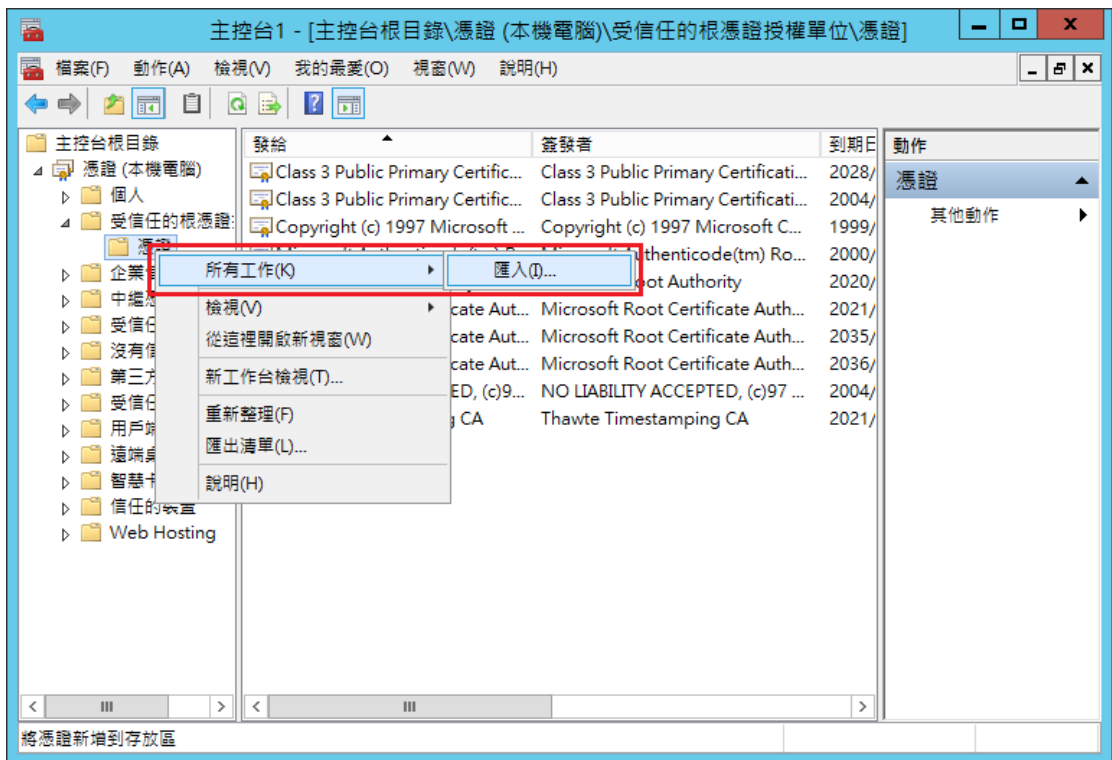 主控台1 - [主控台根目錄\憑證 (本機電腦)\受信任的根憑證授權單位\憑證]
檔案(F) 動作(A) 檢視(V) 我的最愛(O) 視窗(W) 說明(H)
主控台根目錄
憑證 (本機電腦)
個人
受信任的根憑證
憑證
企業
中繼
受信任
沒有
第三方
受信任
用戶端
遠端
智慧卡
信任的裝置
Web Hosting
發給 簽發者 到期日
Class 3 Public Primary Certific... Class 3 Public Primary Certificati... 2028/
Class 3 Public Primary Certific... Class 3 Public Primary Certificati... 2004/
Copyright (c) 1997 Microsoft ... Copyright (c) 1997 Microsoft C... 1999/
thenticode(tm) Ro... 2000/
oot Authority 2020/
cate Aut... Microsoft Root Certificate Auth... 2021/
cate Aut... Microsoft Root Certificate Auth... 2035/
cate Aut... Microsoft Root Certificate Auth... 2036/
ED, (c)9... NO LIABILITY ACCEPTED, (c)97 ... 2004/
CA Thawte Timestamping CA 2021/
所有工作(K)
匯入(I)...
檢視(V)
從這裡開啟新視窗(W)
新工作台檢視(T)...
重新整理(F)
匯出清單(L)...
說明(H)
動作
憑證
其他動作
將憑證新增到存放區